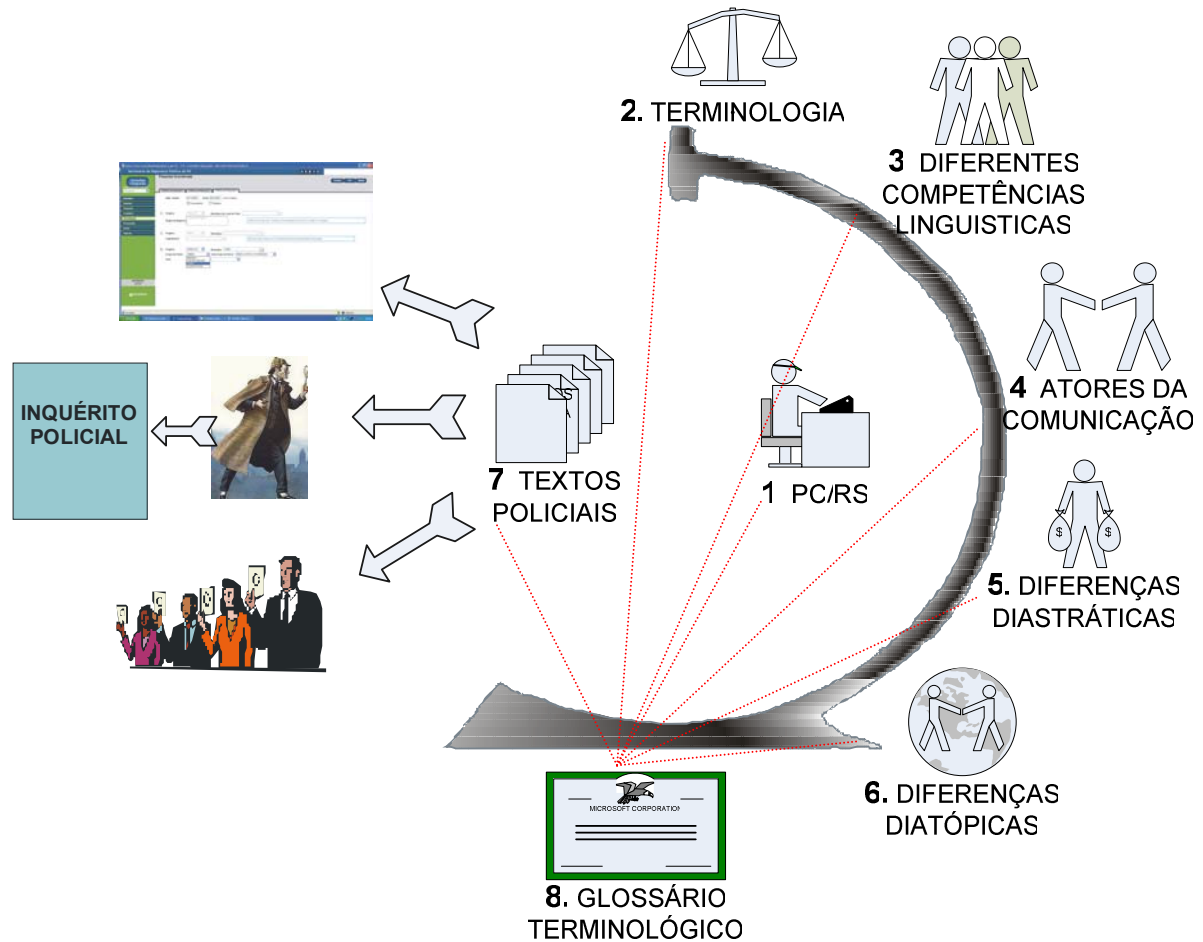 2. TERMINOLOGIA
3 DIFERENTES
COMPETÊNCIAS
LINGUISTICAS
4 ATORES DA
COMUNICAÇÃO
INQUÉRITO
POLICIAL
7 TEXTOS
POLICIAIS
1 PC/RS
5. DIFERENÇAS
DIASTRÁTICAS
$ $
6. DIFERENÇAS
DIATÓPICAS
MICROSOFT CORPORATION
8. GLOSSÁRIO
TERMINOLÓGICO